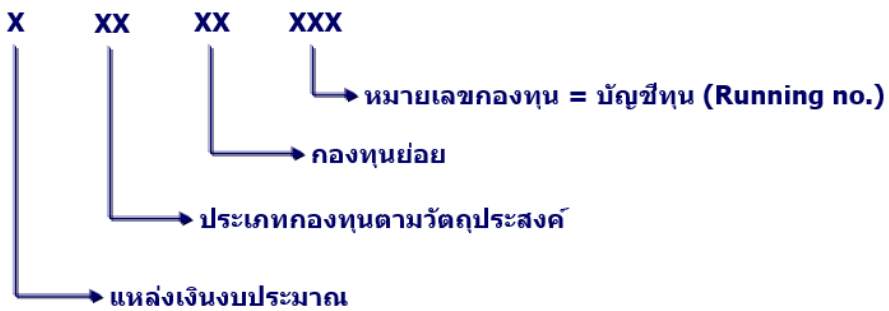 X XX XX XXX
หมายเลขกองทุน = บัญชีทุน (Running no.)
กองทุนย่อย
ประเภทกองทุนตามวัตถุประสงค์
แหล่งเงินงบประมาณ